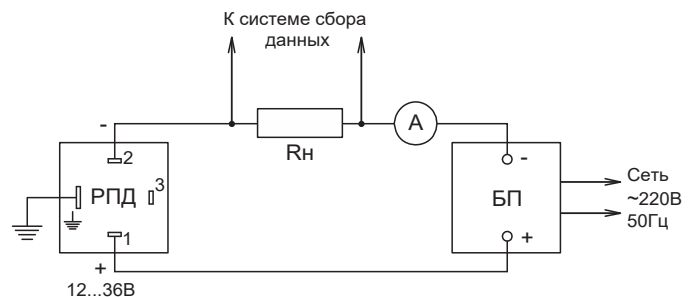 К системе сбора
данных
Rн
A
-
2
3
РПД
1
+
12...36В
-
БП
+
Сеть
~220В
50Гц